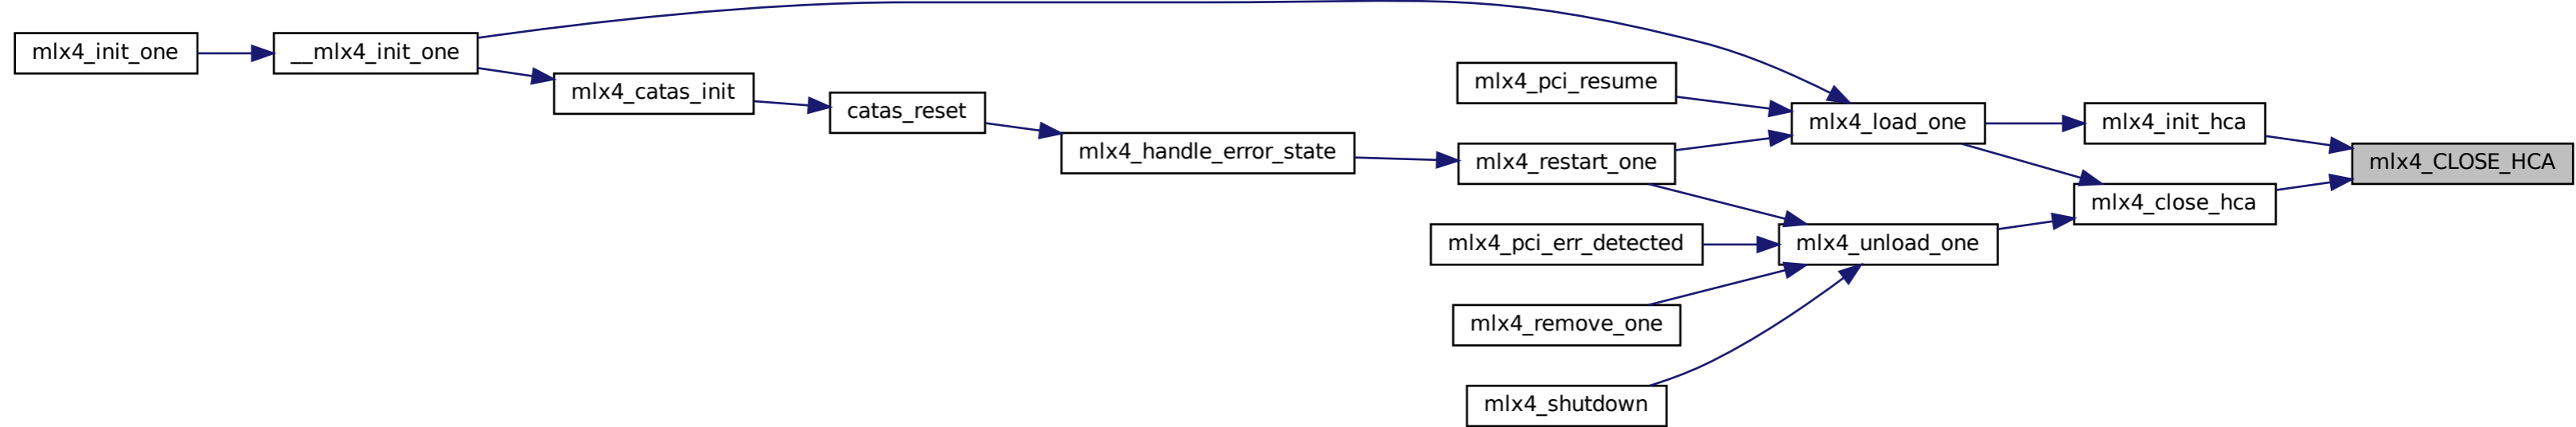 mlx4_init_one
__mlx4_init_one
mlx4_catas_init
catas_reset
mlx4_handle_error_state
mlx4_pci_resume
mlx4_restart_one
mlx4_pci_err_detected
mlx4_remove_one
mlx4_shutdown
mlx4_load_one
mlx4_unload_one
mlx4_init_hca
mlx4_close_hca
mlx4_CLOSE_HCA